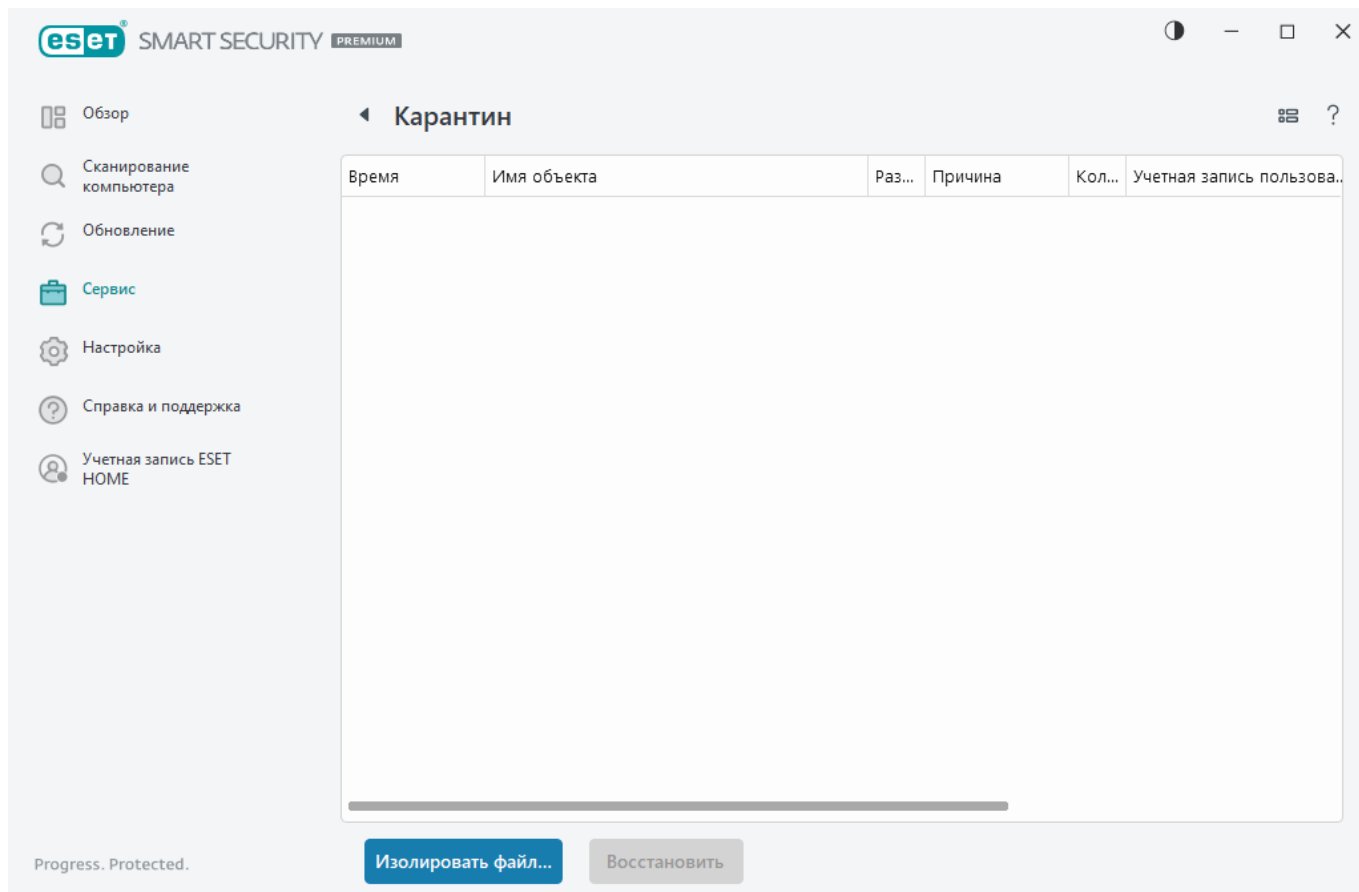 eset® SMART SECURITY PREMIUM
Обзор
Сканирование
компьютера
Обновление
Сервис
Настройка
Справка и поддержка
Учетная запись ESET
HOME
Progress. Protected.
Карантин
?
Время Имя объекта Раз... Причина Кол... Учетная запись пользова..
Изолировать файл... Восстановить